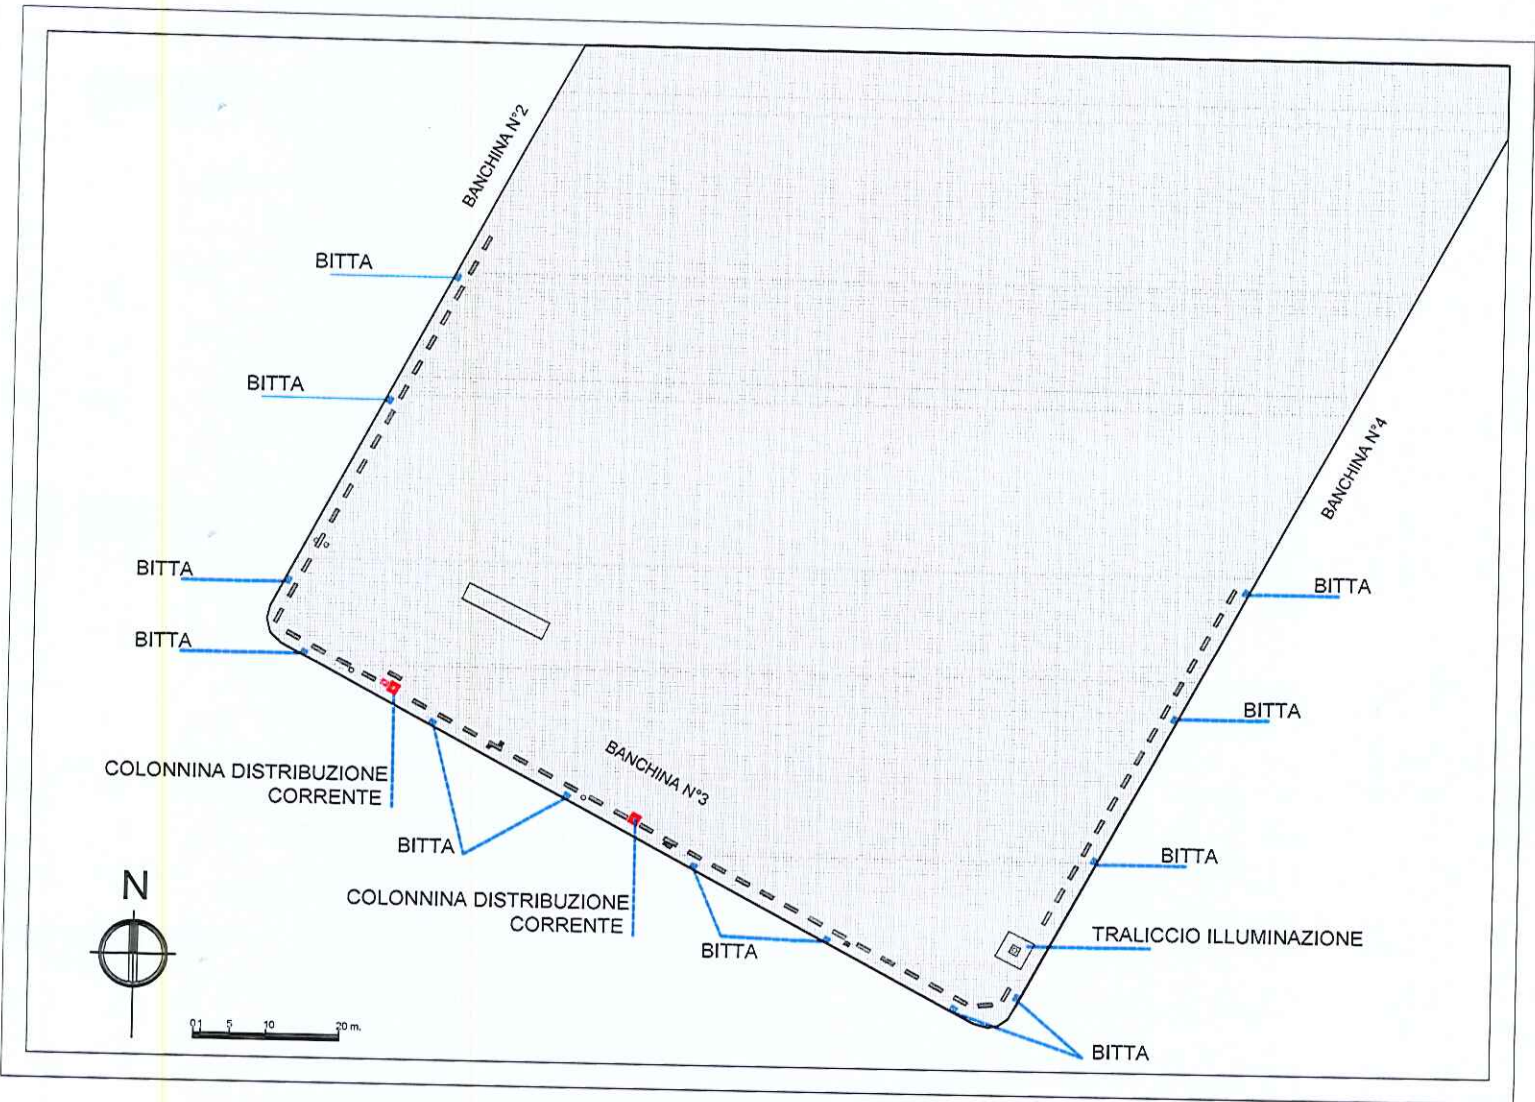 BANCHINA N°2
BITTA
BITTA
BANCHINA N°4
BITTA
BITTA
BITTA
BITTA
BANCHINA N°3
COLONNINA DISTRIBUZIONE
CORRENTE
BITTA
BITTA
COLONNINA DISTRIBUZIONE
CORRENTE
BITTA
TRALICCIO ILLUMINAZIONE
N
0 1 5 10 20 m.
BITTA